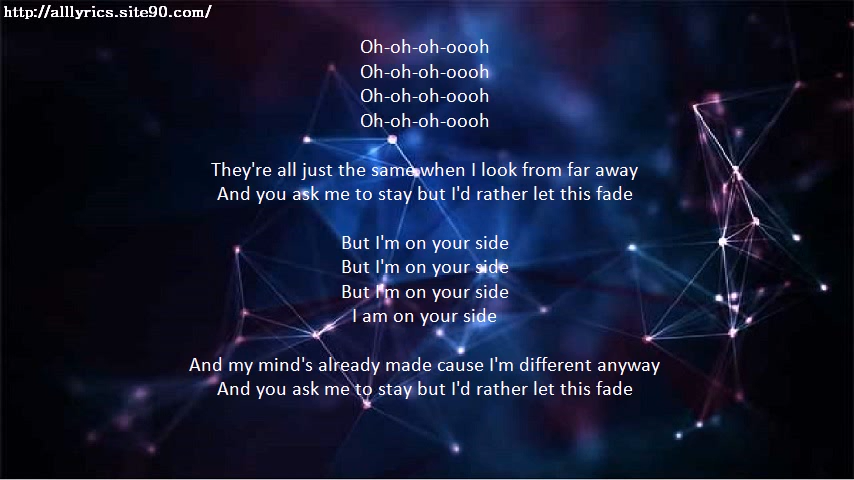 http://alllyrics.site90.com/
Oh-oh-oh-oooh
Oh-oh-oh-oooh
Oh-oh-oh-oooh
Oh-oh-oh-oooh
They're all just the same when I look from far away
And you ask me to stay but I'd rather let this fade
But I'm on your side
But I'm on your side
But I'm on your side
I am on your side
And my mind's already made cause I'm different anyway
And you ask me to stay but I'd rather let this fade